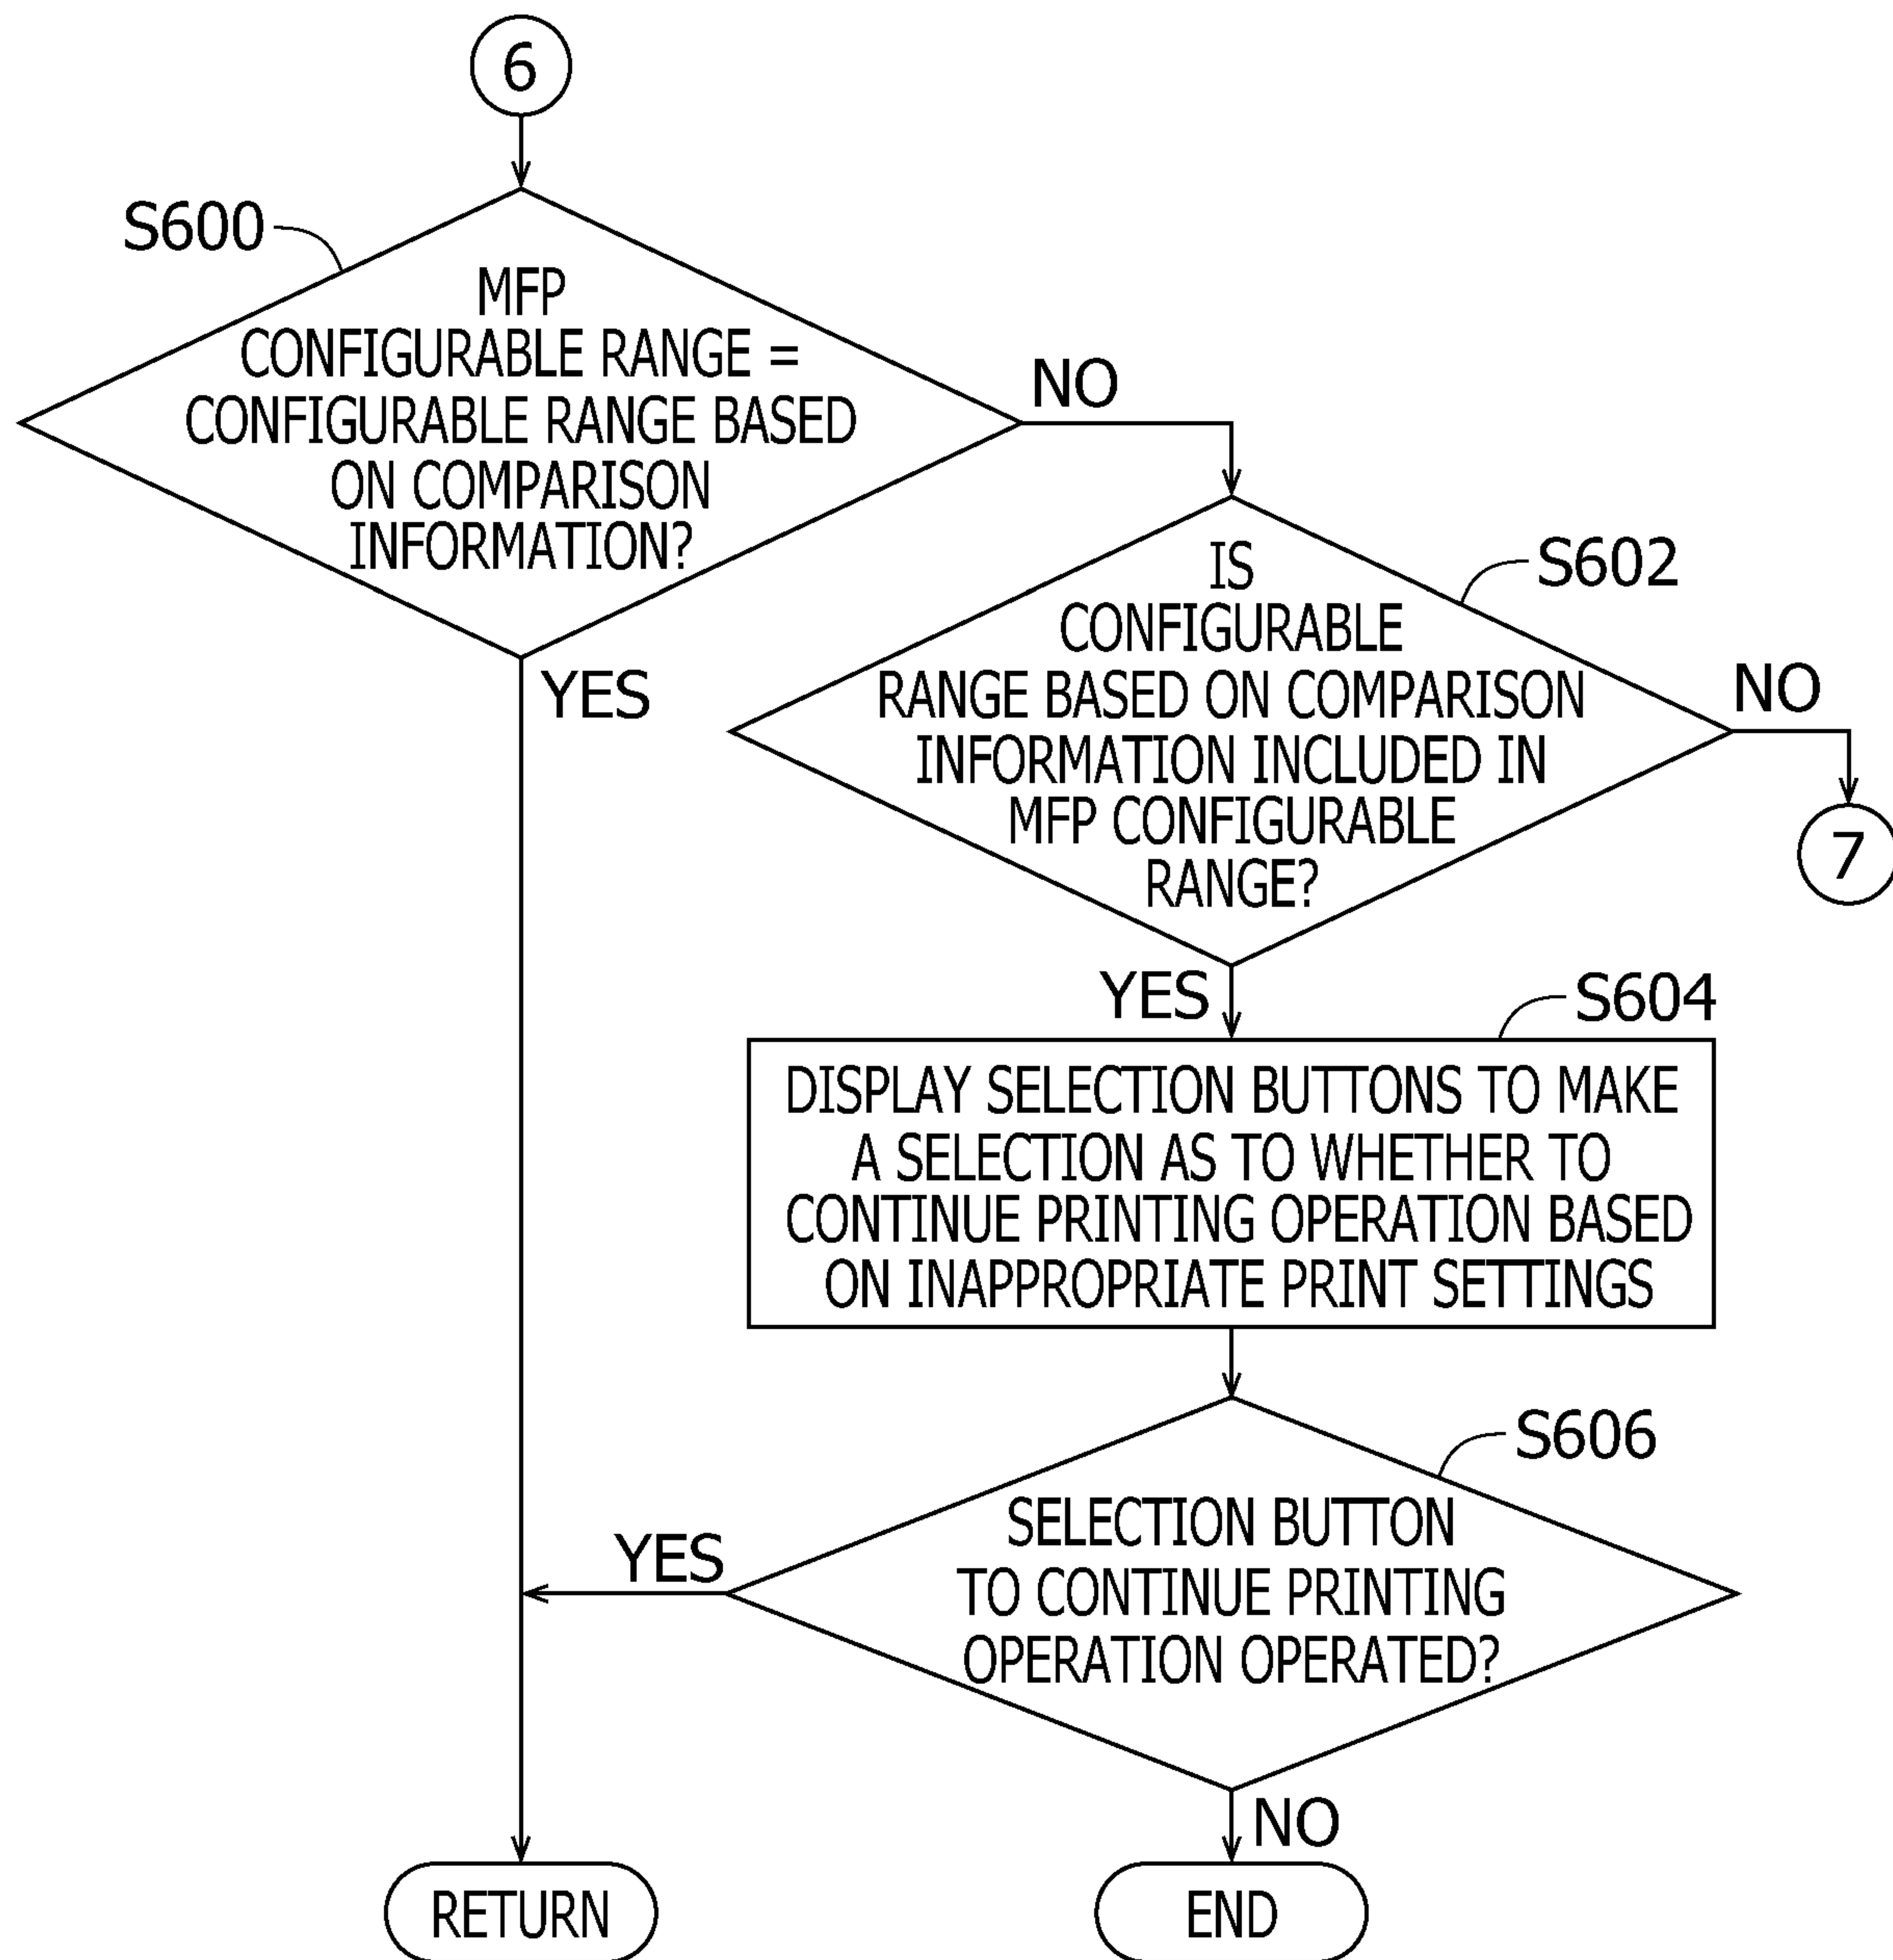 6
S600
MFP
CONFIGURABLE RANGE =
CONFIGURABLE RANGE BASED
ON COMPARISON
INFORMATION?
NO
YES
S602
IS
CONFIGURABLE
RANGE BASED ON COMPARISON
INFORMATION INCLUDED IN
MFP CONFIGURABLE
RANGE?
NO
7
YES
S604
DISPLAY SELECTION BUTTONS TO MAKE
A SELECTION AS TO WHETHER TO
CONTINUE PRINTING OPERATION BASED
ON INAPPROPRIATE PRINT SETTINGS
S606
SELECTION BUTTON
TO CONTINUE PRINTING
OPERATION OPERATED?
YES
NO
RETURN
END